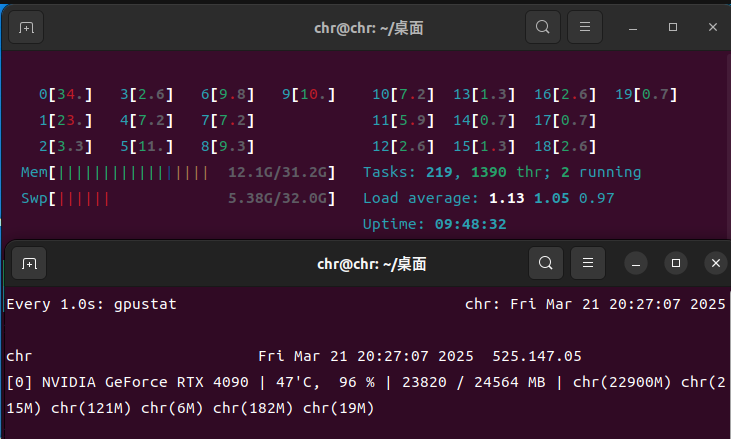 chr@chr: ~/桌面
0[34.] 3[2.6] 6[9.8] 9[10.] 10[7.2] 13[1.3] 16[2.6] 19[0.7]
1[23.] 4[7.2] 7[7.2] 11[5.9] 14[0.7] 17[0.7]
2[3.3] 5[11.] 8[9.3] 12[2.6] 15[1.3] 18[2.6]
Mem[||||||||||||||||| 12.1G/31.2G] Tasks: 219, 1390 thr; 2 running
Swp[|||||| 5.38G/32.0G] Load average: 1.13 1.05 0.97
Uptime: 09:48:32
chr@chr: ~/桌面
Every 1.0s: gpustat chr: Fri Mar 21 20:27:07 2025
chr Fri Mar 21 20:27:07 2025 525.147.05
[0] NVIDIA GeForce RTX 4090 | 47'C, 96 % | 23820 / 24564 MB | chr(22900M) chr(2
15M) chr(121M) chr(6M) chr(182M) chr(19M)